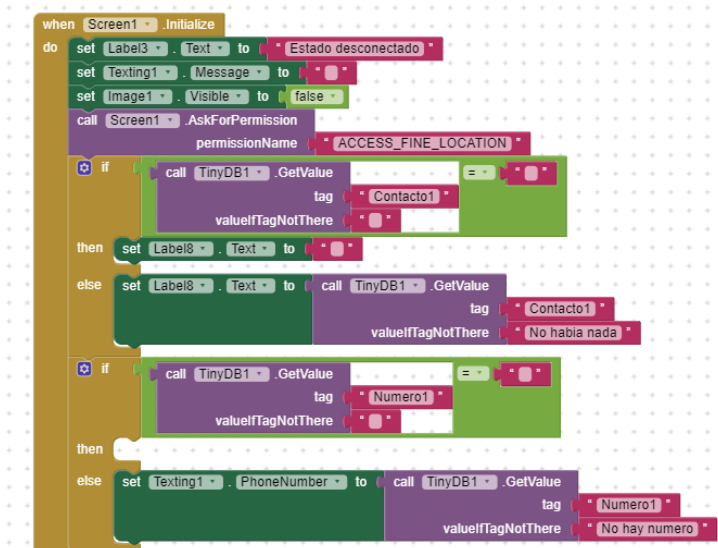 when Screen1 .Initialize
do set Label3 . Text to " Estado desconectado "
set Texting1 . Message to " "
set Image1 . Visible to false
call Screen1 .AskForPermission
permissionName " ACCESS_FINE_LOCATION "
if call TinyDB1 .GetValue = " "
tag " Contacto1 "
valueIfTagNotThere " "
then set Label8 . Text to " "
else set Label8 . Text to call TinyDB1 .GetValue
tag " Contacto1 "
valueIfTagNotThere " No habia nada "
if call TinyDB1 .GetValue = " "
tag " Numero1 "
valueIfTagNotThere " "
then
else set Texting1 . PhoneNumber to call TinyDB1 .GetValue
tag " Numero1 "
valueIfTagNotThere " No hay numero "